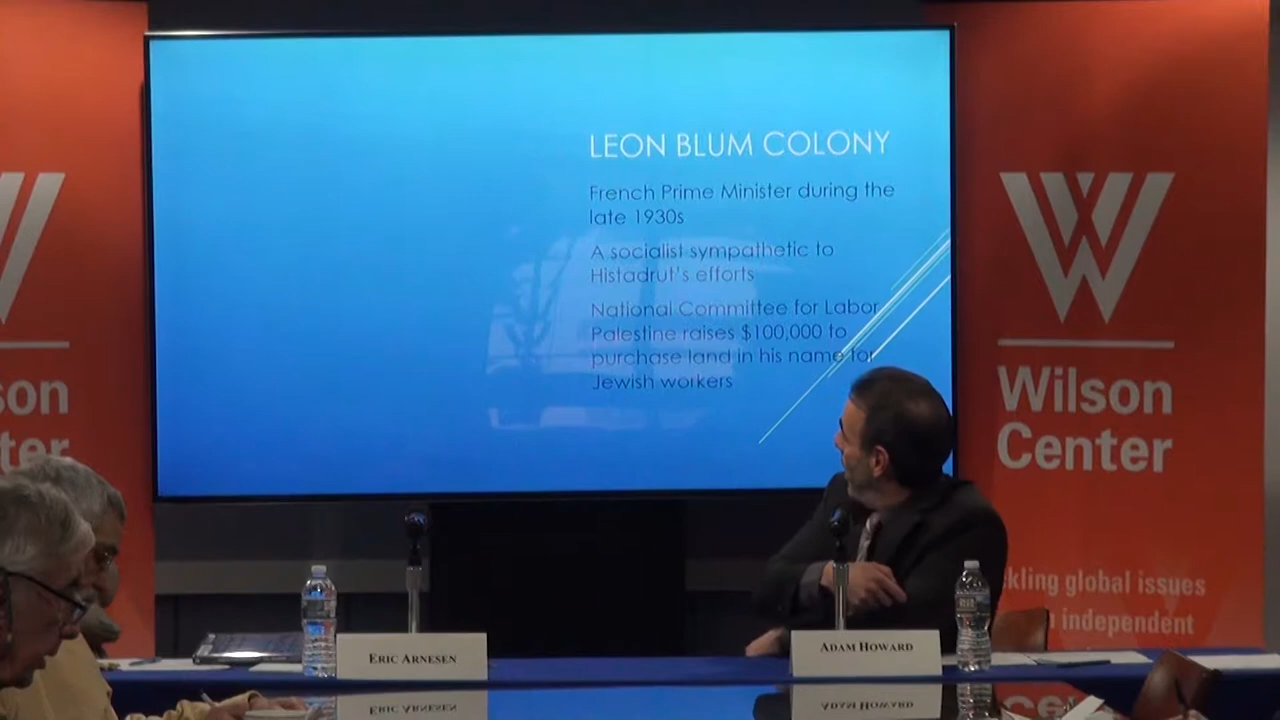 LEON BLUM COLONY
French Prime Minister during the
late 1930s
A socialist sympathetic to
Histadrut's efforts
National Committee for Labor
Palestine raises $100,000 to
purchase land in his name for
Jewish workers
W
Wilson
Center
kling global issues
independent
son
ter
ERIC ARNESEN
ADAM HOWARD